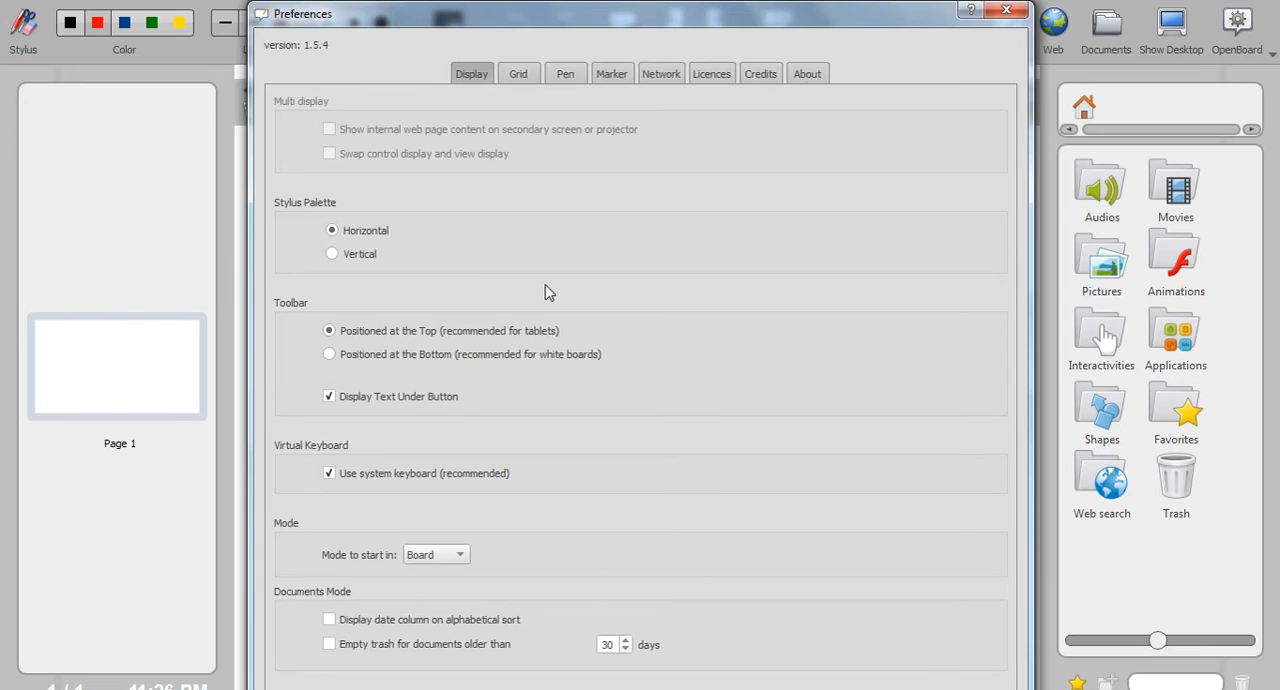 Preferences
version: 1.5.4
Stylus
Color
Web
Documents
Show Desktop
OpenBoard
Display
Grid
Pen
Marker
Network
Licences
Credits
About
Multi display
Show internal web page content on secondary screen or projector
Swap control display and view display
Stylus Palette
Horizontal
Vertical
Toolbar
Positioned at the Top (recommended for tablets)
Positioned at the Bottom (recommended for white boards)
Display Text Under Button
Virtual Keyboard
Use system keyboard (recommended)
Mode
Mode to start in: Board
Documents Mode
Display date column on alphabetical sort
Empty trash for documents older than 30 days
Page 1
1 / 1
11:26 PM
Audios
Movies
Pictures
Animations
Interactivities
Applications
Shapes
Favorites
Web search
Trash